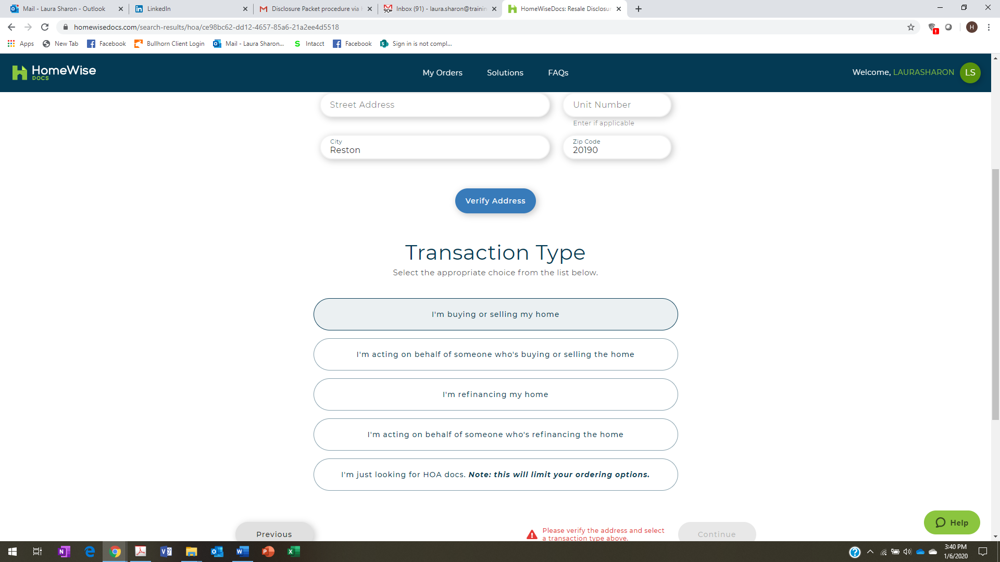 Mail - Laura Sharon - Outlook
LinkedIn
Disclosure Packet procedure via
90+
Inbox (91) - laura.sharon@trainin
HomeWiseDocs: Resale Disclosur
homewisedocs.com/search-results/hoa/ce98bc62-dd12-4657-85a6-21a2ee4d5518
H
Apps
New Tab
Facebook
Bullhorn Client Login
Mail - Laura Sharon...
Intacct
Facebook
Sign in is not compl...
HomeWise
DOCS
My Orders
Solutions
FAQs
Welcome, LAURASHARON
LS
Street Address
Unit Number
Enter if applicable
City
Reston
Zip Code
20190
Verify Address
Transaction Type
Select the appropriate choice from the list below.
I'm buying or selling my home
I'm acting on behalf of someone who's buying or selling the home
I'm refinancing my home
I'm acting on behalf of someone who's refinancing the home
I'm just looking for HOA docs. Note: this will limit your ordering options.
Previous
Please verify the address and select
a transaction type above.
Continue
Help
3:40 PM
1/6/2020